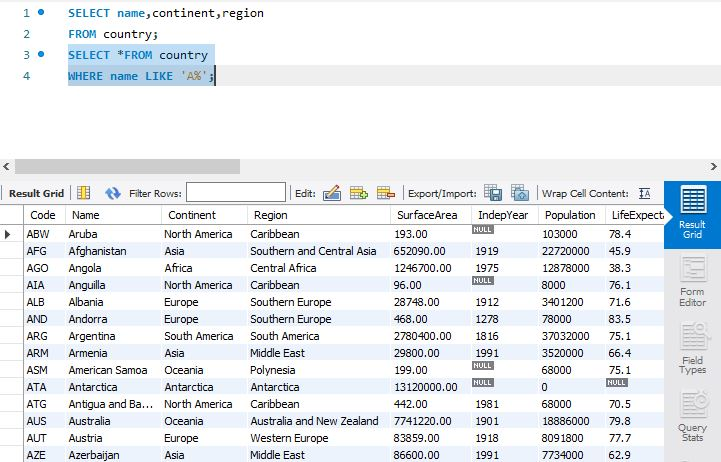 1 SELECT name,continent,region
2 FROM country;
3 SELECT *FROM country
4 WHERE name LIKE 'A%';
Result Grid Filter Rows: Edit: Export/Import: Wrap Cell Content: IA
Code Name Continent Region SurfaceArea IndepYear Population LifeExpecta
ABW Aruba North America Caribbean 193.00 NULL 103000 78.4
AFG Afghanistan Asia Southern and Central Asia 652090.00 1919 22720000 45.9
AGO Angola Africa Central Africa 1246700.00 1975 12878000 38.3
AIA Anguilla North America Caribbean 96.00 NULL 8000 76.1
ALB Albania Europe Southern Europe 28748.00 1912 3401200 71.6
AND Andorra Europe Southern Europe 468.00 1278 78000 83.5
ARG Argentina South America South America 2780400.00 1816 37032000 75.1
ARM Armenia Asia Middle East 29800.00 1991 3520000 66.4
ASM American Samoa Oceania Polynesia 199.00 NULL 68000 75.1
ATA Antarctica Antarctica Antarctica 13120000.00 NULL 0 NULL
ATG Antigua and Ba... North America Caribbean 442.00 1981 68000 70.5
AUS Australia Oceania Australia and New Zealand 7741220.00 1901 18886000 79.8
AUT Austria Europe Western Europe 83859.00 1918 8091800 77.7
AZE Azerbaijan Asia Middle East 86600.00 1991 7734000 62.9
Result
Grid
Form
Editor
Field
Types
Query
Stats